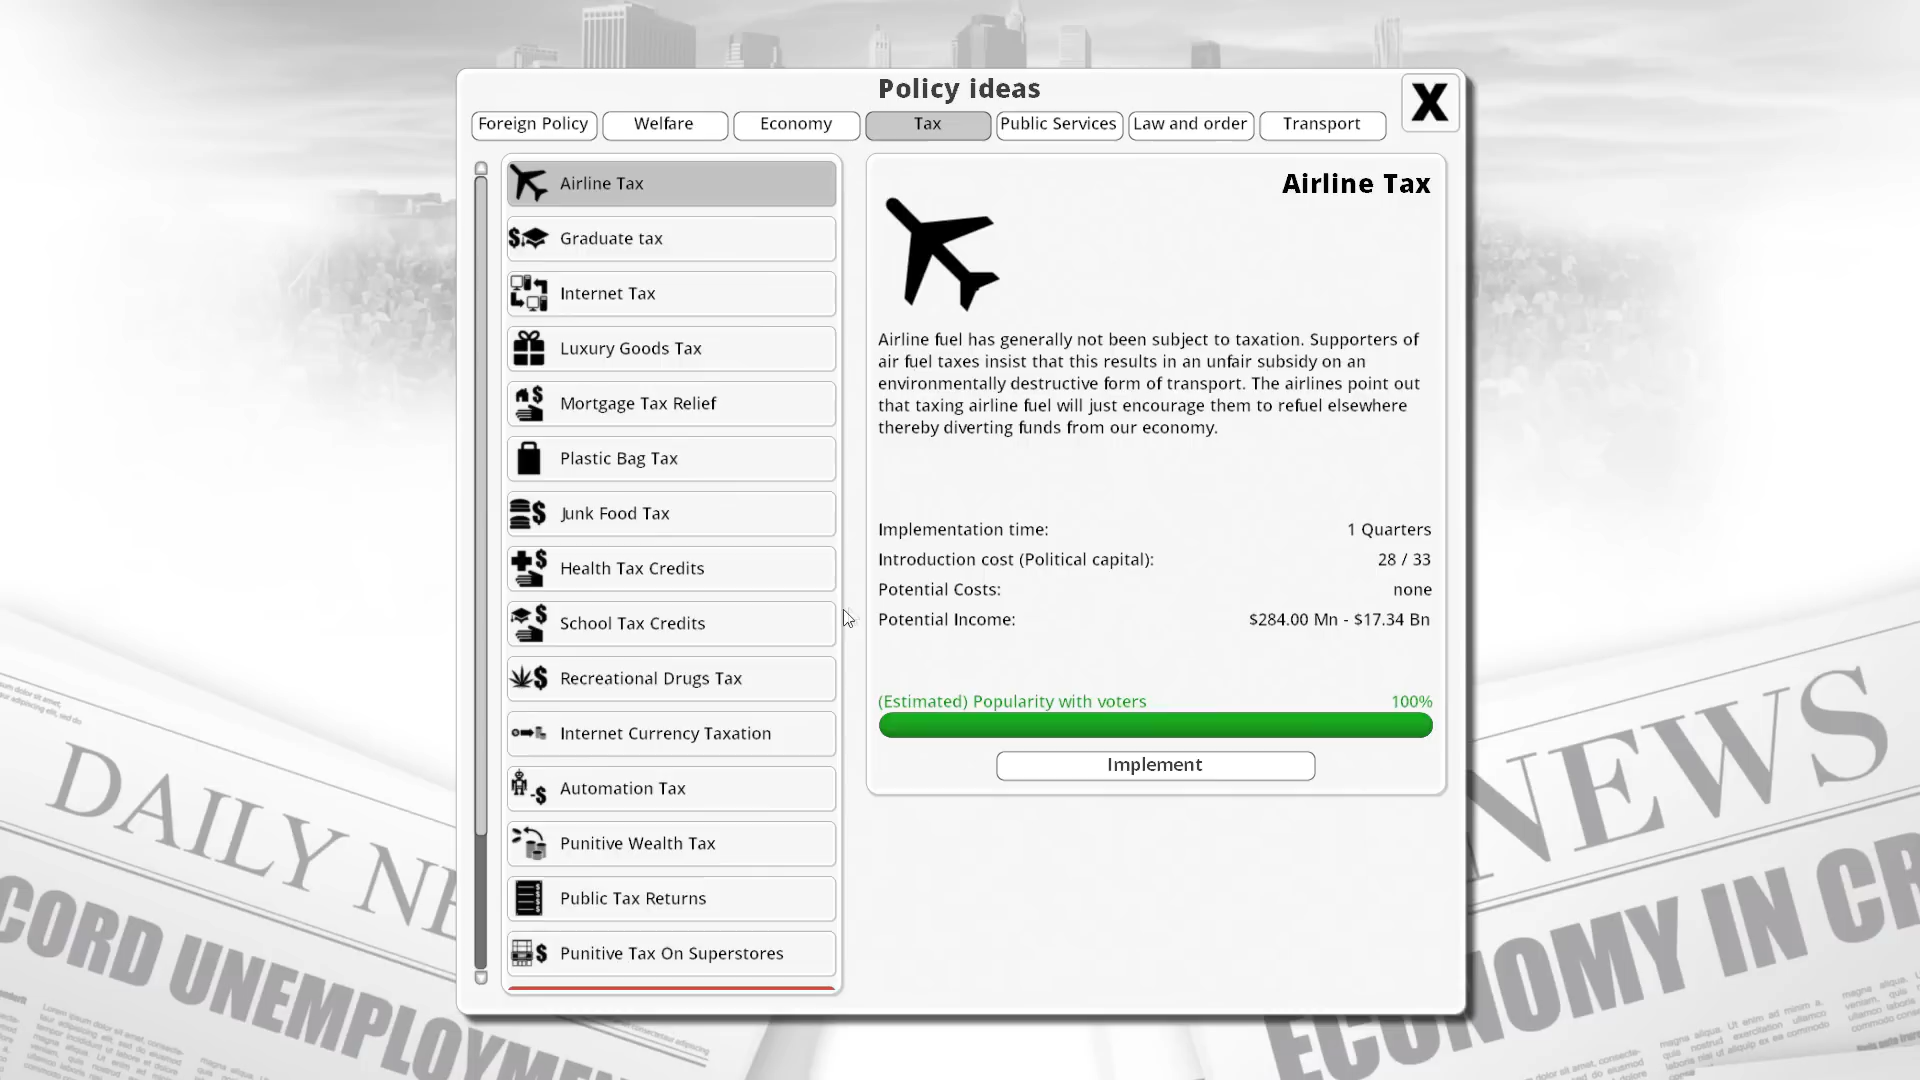 Policy ideas
Foreign Policy
Welfare
Economy
Tax
Public Services
Law and order
Transport
X
Airline Tax
Graduate tax
Internet Tax
Luxury Goods Tax
Mortgage Tax Relief
Plastic Bag Tax
Junk Food Tax
Health Tax Credits
School Tax Credits
Recreational Drugs Tax
Internet Currency Taxation
Automation Tax
Punitive Wealth Tax
Public Tax Returns
Punitive Tax On Superstores
Airline Tax
Airline fuel has generally not been subject to taxation. Supporters of
air fuel taxes insist that this results in an unfair subsidy on an
environmentally destructive form of transport. The airlines point out
that taxing airline fuel will just encourage them to refuel elsewhere
thereby diverting funds from our economy.
Implementation time: 1 Quarters
Introduction cost (Political capital): 28 / 33
Potential Costs: none
Potential Income: $284.00 Mn - $17.34 Bn
(Estimated) Popularity with voters 100%
Implement
DAILY NE
CORD UNEMPLOYME
NEWS
ECONOMY IN CR